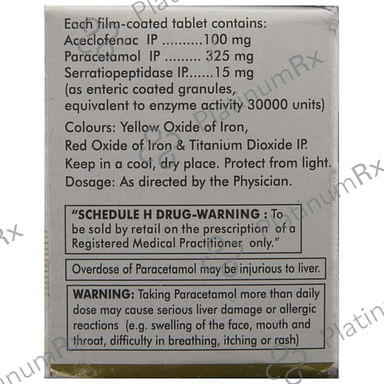 Each film-coated tablet contains:
Aceclofenac IP ..........100 mg
Paracetamol IP ......... 325 mg
Serratiopeptidase IP......15 mg
(as enteric coated granules,
equivalent to enzyme activity 30000 units)
Colours: Yellow Oxide of Iron,
Red Oxide of Iron & Titanium Dioxide IP.
Keep in a cool, dry place. Protect from light.
Dosage: As directed by the Physician.
"SCHEDULE H DRUG-WARNING : To
be sold by retail on the prescription of a
Registered Medical Practitioner only."
Overdose of Paracetamol may be injurious to liver.
WARNING: Taking Paracetamol more than daily
dose may cause serious liver damage or allergic
reactions (e.g. swelling of the face, mouth and
throat, difficulty in breathing, itching or rash)
PlatinumRx
PlatinumRx
PlatinumRx